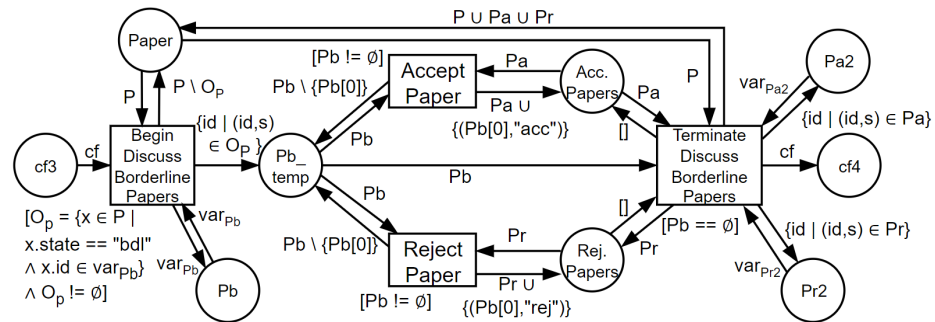 P ∪ Pa ∪ Pr
Paper
P
P \ O_P
P
[Pb != ∅]
Accept
Paper
Pa
Acc.
Papers
Pa
Pa ∪
{(Pb[0],"acc")}
[]
Pb \ {Pb[0]}
Pb
var_Pa2
Pa2
{id | (id,s) ∈ Pa}
cf3
cf
Begin
Discuss
Borderline
Papers
{id | (id,s)
∈ O_P }
Pb_
temp
Pb
Terminate
Discuss
Borderline
Papers
cf
cf4
[O_p = {x ∈ P |
x.state == "bdl"
∧ x.id ∈ var_Pb}
∧ O_p != ∅]
var_Pb
var_Pb
Pb
Pb
Pb \ {Pb[0]}
Reject
Paper
[Pb != ∅]
Pr
Pr ∪
{(Pb[0],"rej")}
Rej.
Papers
[]
Pr
[Pb == ∅]
{id | (id,s) ∈ Pr}
var_Pr2
Pr2